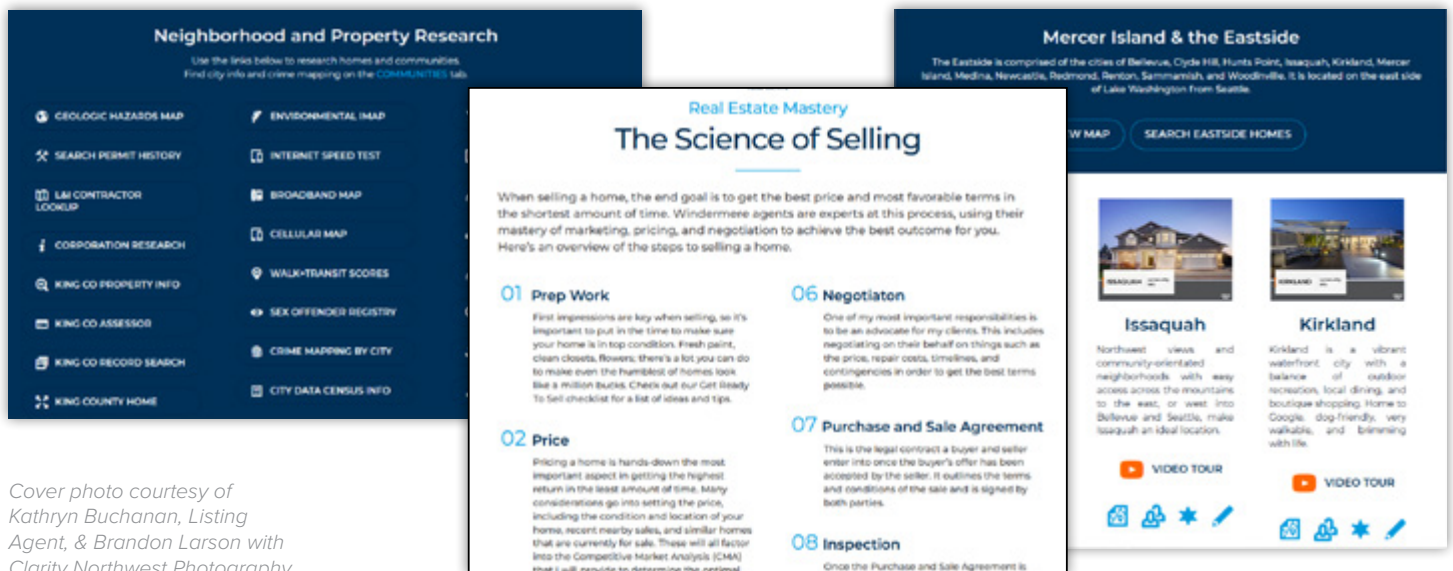 Neighborhood and Property Research
Use the links below to research homes and communities.
Find city info and crime mapping on the COMMUNITIES tab.
GEOLOGIC HAZARDS MAP
SEARCH PERMIT HISTORY
L&I CONTRACTOR
LOOKUP
CORPORATION RESEARCH
KING CO PROPERTY INFO
KING CO ASSESSOR
KING CO RECORD SEARCH
KING COUNTY HOME
ENVIRONMENTAL IMAP
INTERNET SPEED TEST
BROADBAND MAP
CELLULAR MAP
WALK+TRANSIT SCORES
SEX OFFENDER REGISTRY
CRIME MAPPING BY CITY
CITY DATA CENSUS INFO
Real Estate Mastery
The Science of Selling
When selling a home, the end goal is to get the best price and most favorable terms in
the shortest amount of time. Windermere agents are experts at this process, using their
mastery of marketing, pricing, and negotiation to achieve the best outcome for you.
Here's an overview of the steps to selling a home.
01 Prep Work
First impressions are key when selling, so it's
important to put in the time to make sure
your home is in top condition. Fresh paint,
clean closets, flowers; there's a lot you can do
to make even the humblest of homes look
like a million bucks. Check out our Get Ready
To Sell checklist for a list of ideas and tips.
02 Price
Pricing a home is hands-down the most
important aspect in getting the highest
return in the least amount of time. Many
considerations go into setting the price,
including the condition and location of your
home, recent nearby sales, and similar homes
that are currently for sale. These will all factor
into the Competitive Market Analysis (CMA)
that I will provide to determine the optimal
06 Negotiaton
One of my most important responsibilities is
to be an advocate for my clients. This includes
negotiating on their behalf on things such as
the price, repair costs, timelines, and
contingencies in order to get the best terms
possible.
07 Purchase and Sale Agreement
This is the legal contract a buyer and seller
enter into once the buyer's offer has been
accepted by the seller. It outlines the terms
and conditions of the sale and is signed by
both parties.
08 Inspection
Once the Purchase and Sale Agreement is
Mercer Island & the Eastside
The Eastside is comprised of the cities of Bellevue, Clyde Hill, Hunts Point, Issaquah, Kirkland, Mercer
Island, Medina, Newcastle, Redmond, Renton, Sammamish, and Woodinville. It is located on the east side
of Lake Washington from Seattle.
W MAP
SEARCH EASTSIDE HOMES
ISSAQUAH
KIRKLAND
Issaquah
Northwest views and
community-orientated
neighborhoods with easy
access across the mountains
to the east, or west into
Bellevue and Seattle, make
Issaquah an ideal location.
VIDEO TOUR
Kirkland
Kirkland is a vibrant
waterfront city with a
balance of outdoor
recreation, local dining, and
boutique shopping. Home to
Google, dog-friendly, very
walkable, and brimming
with life.
VIDEO TOUR
Cover photo courtesy of
Kathryn Buchanan, Listing
Agent, & Brandon Larson with
Clarity Northwest Photography